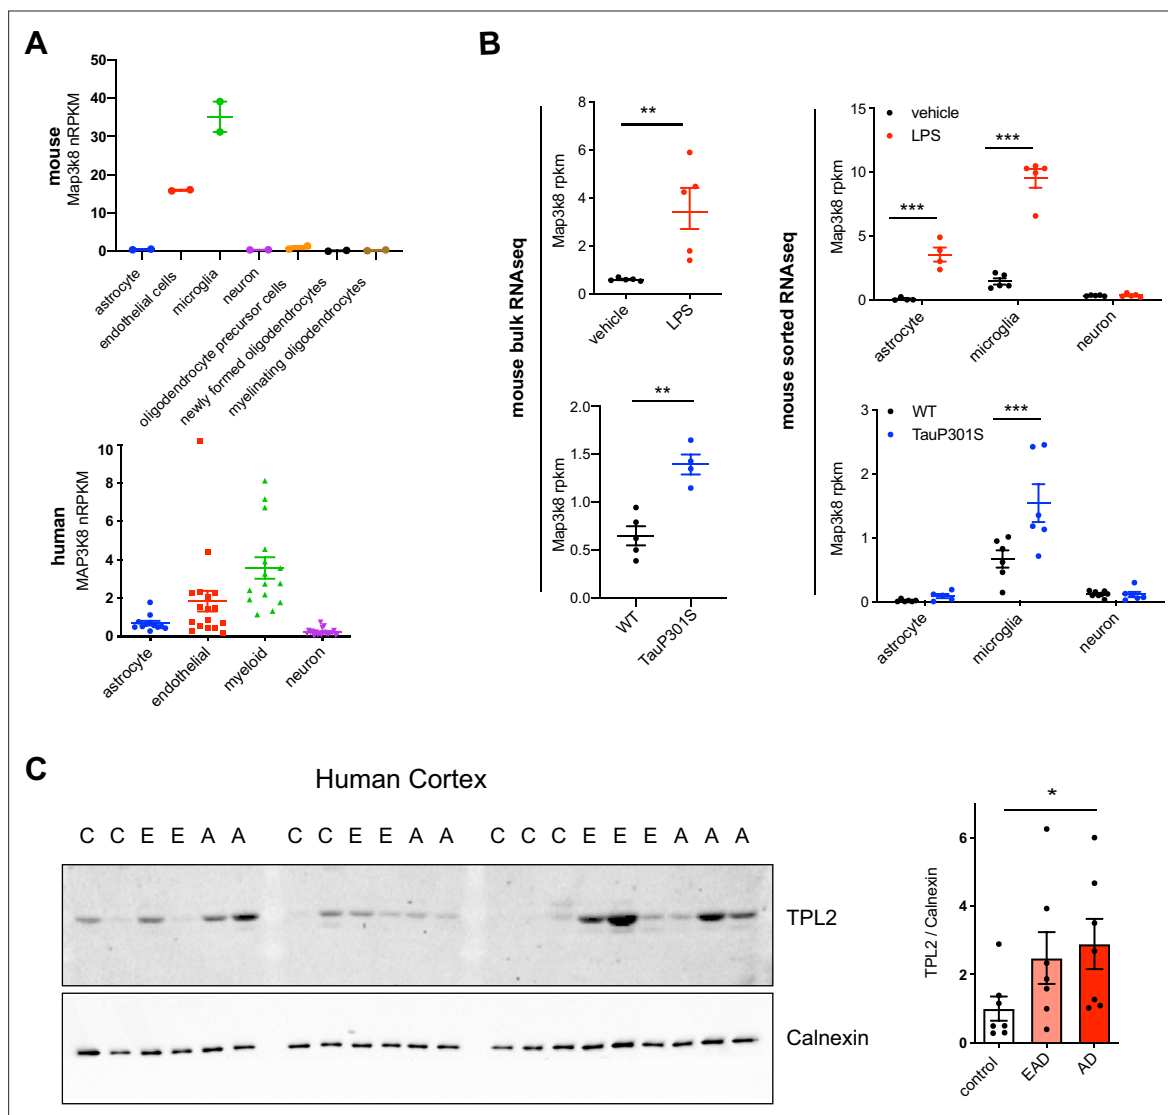 A
mouse
Map3k8 nRPKM
50
40
30
20
10
0
astrocyte
endothelial cells
microglia
neuron
oligodendrocyte precursor cells
newly formed oligodendrocytes
myelinating oligodendrocytes
human
MAP3K8 nRPKM
10
8
6
4
2
0
astrocyte
endothelial
myeloid
neuron
B
mouse bulk RNAseq
Map3k8 rpkm
8
6
4
2
0
**
vehicle
LPS
Map3k8 rpkm
2.0
1.5
1.0
0.5
0.0
**
WT
TauP301S
mouse sorted RNAseq
Map3k8 rpkm
15
10
5
0
vehicle
LPS
***
***
astrocyte
microglia
neuron
Map3k8 rpkm
3
2
1
0
WT
TauP301S
***
astrocyte
microglia
neuron
C
Human Cortex
C C E E A A C C E E A A C C C E E E A A A
TPL2
Calnexin
TPL2 / Calnexin
6
4
2
0
*
control
EAD
AD